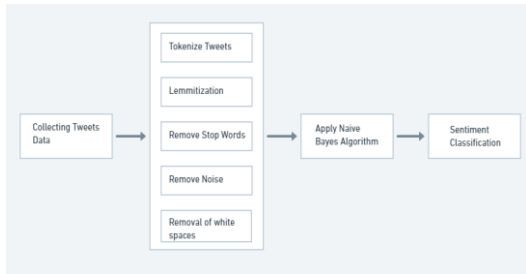 Collecting Tweets
Data
Tokenize Tweets
Lemmitization
Remove Stop Words
Remove Noise
Removal of white
spaces
Apply Naive
Bayes Algorithm
Sentiment
Classification